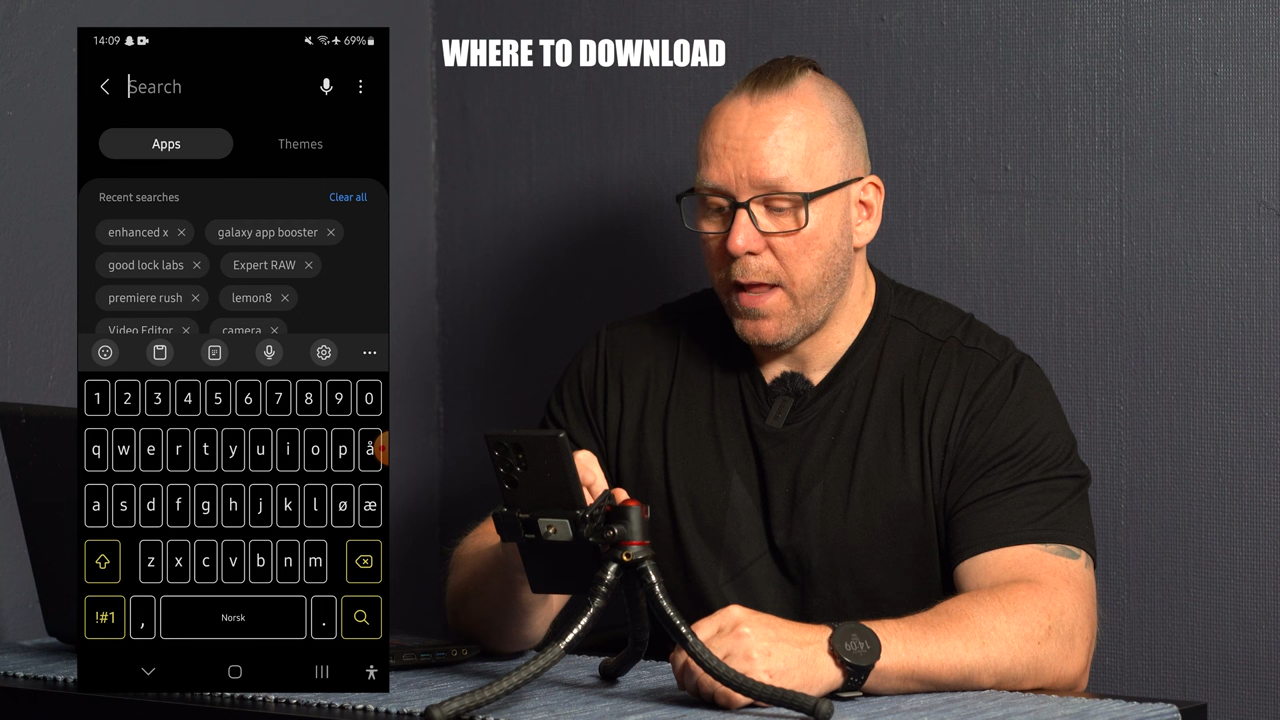 WHERE TO DOWNLOAD
14:09 69%
Search
Apps Themes
Recent searches Clear all
enhanced x galaxy app booster
good lock labs Expert RAW
premiere rush lemon8
Video Editor camera
1 2 3 4 5 6 7 8 9 0
q w e r t y u i o p å
a s d f g h j k l ø æ
z x c v b n m
!#1 , Norsk .
14:09